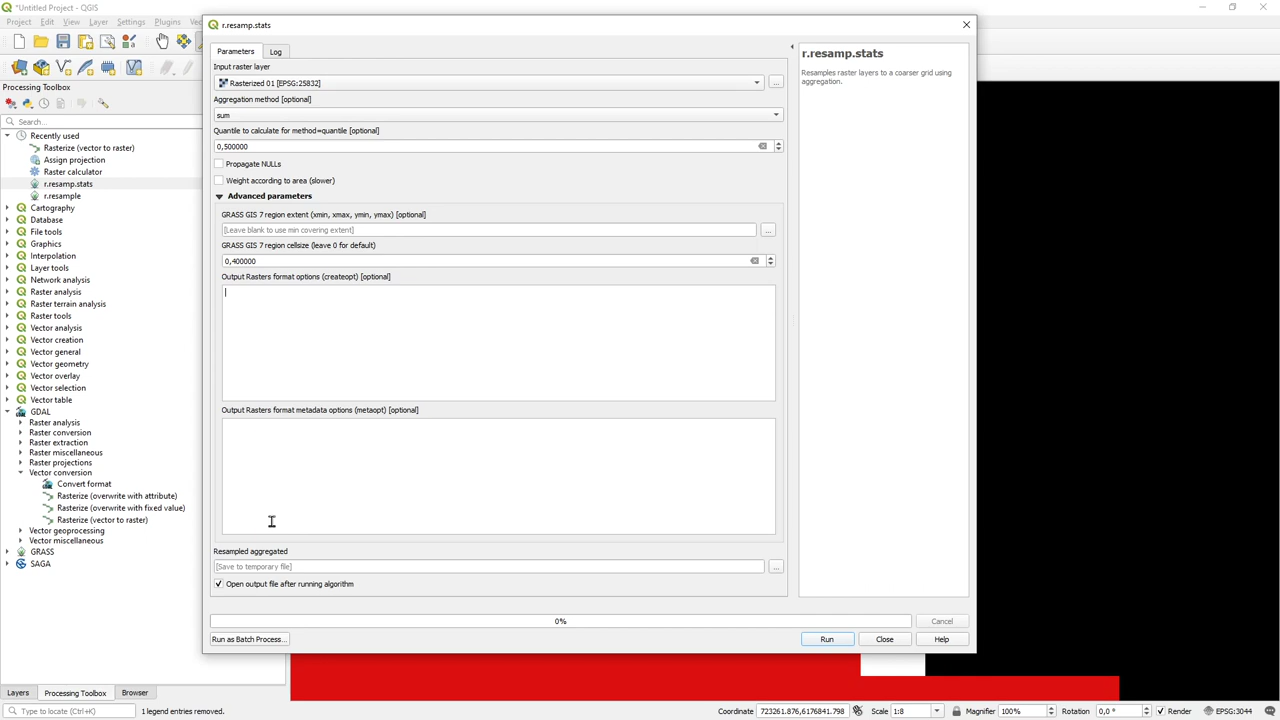 *Untitled Project — QGIS
Project Edit View Layer Settings Plugins
Processing Toolbox
Search...
Recently used
Rasterize (vector to raster)
Assign projection
Raster calculator
r.resamp.stats
r.resample
Cartography
Database
File tools
Graphics
Interpolation
Layer tools
Network analysis
Raster analysis
Raster terrain analysis
Raster tools
Vector analysis
Vector creation
Vector general
Vector geometry
Vector overlay
Vector selection
Vector table
GDAL
Raster analysis
Raster conversion
Raster extraction
Raster miscellaneous
Raster projections
Vector conversion
Convert format
Rasterize (overwrite with attribute)
Rasterize (overwrite with fixed value)
Rasterize (vector to raster)
Vector geoprocessing
Vector miscellaneous
GRASS
SAGA
r.resamp.stats
Parameters Log
Input raster layer
Rasterized 01 [EPSG:25832]
...
Aggregation method [optional]
sum
Quantile to calculate for method=quantile [optional]
0,500000
Propagate NULLs
Weight according to area (slower)
Advanced parameters
GRASS GIS 7 region extent (xmin, xmax, ymin, ymax) [optional]
[Leave blank to use min covering extent]
...
GRASS GIS 7 region cellsize (leave 0 for default)
0,400000
Output Rasters format options (createopt) [optional]
Output Rasters format metadata options (metaopt) [optional]
Resampled aggregated
[Save to temporary file]
...
Open output file after running algorithm
r.resamp.stats
Resamples raster layers to a coarser grid using
aggregation.
0%
Cancel
Run as Batch Process...
Run
Close
Help
Layers Processing Toolbox Browser
1 legend entries removed.
Type to locate (Ctrl+K)
Coordinate 723261.876,6176841.798
Scale 1:8
Magnifier 100%
Rotation 0,0 °
Render
EPSG:3044